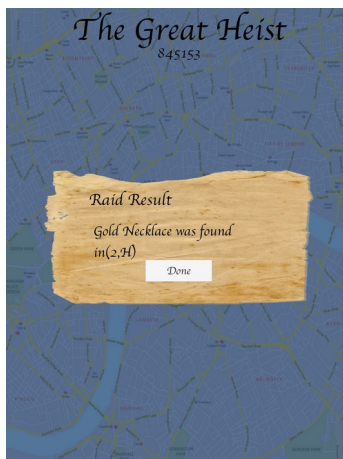 The Great Heist
845153
Raid Result
Gold Necklace was found
in(2,H)
Done